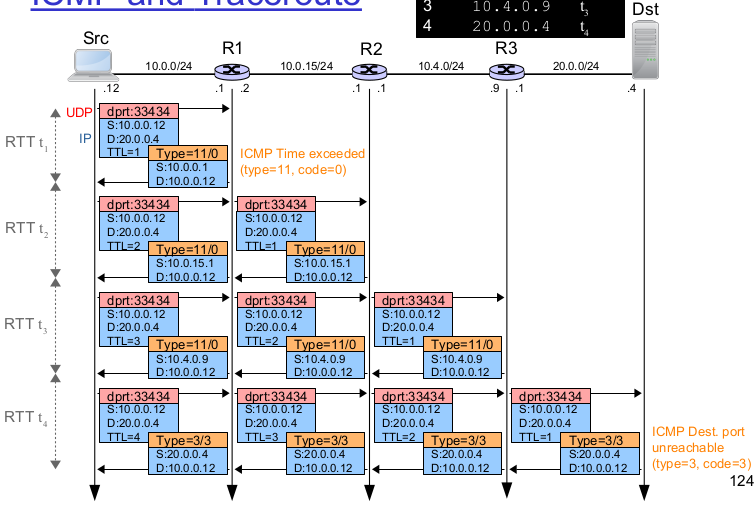 ICMP and Traceroute
3 10.4.0.9 t3
4 20.0.0.4 t4
Src
R1
R2
R3
Dst
10.0.0/24
10.0.15/24
10.4.0/24
20.0.0/24
.12
.1
.2
.1
.1
.9
.1
.4
UDP
IP
RTT t1
dprt:33434
S:10.0.0.12
D:20.0.0.4
TTL=1
Type=11/0
S:10.0.0.1
D:10.0.0.12
ICMP Time exceeded
(type=11, code=0)
RTT t2
dprt:33434
S:10.0.0.12
D:20.0.0.4
TTL=2
Type=11/0
S:10.0.15.1
D:10.0.0.12
dprt:33434
S:10.0.0.12
D:20.0.0.4
TTL=1
Type=11/0
S:10.0.15.1
D:10.0.0.12
RTT t3
dprt:33434
S:10.0.0.12
D:20.0.0.4
TTL=3
Type=11/0
S:10.4.0.9
D:10.0.0.12
dprt:33434
S:10.0.0.12
D:20.0.0.4
TTL=2
Type=11/0
S:10.4.0.9
D:10.0.0.12
dprt:33434
S:10.0.0.12
D:20.0.0.4
TTL=1
Type=11/0
S:10.4.0.9
D:10.0.0.12
RTT t4
dprt:33434
S:10.0.0.12
D:20.0.0.4
TTL=4
Type=3/3
S:20.0.0.4
D:10.0.0.12
dprt:33434
S:10.0.0.12
D:20.0.0.4
TTL=3
Type=3/3
S:20.0.0.4
D:10.0.0.12
dprt:33434
S:10.0.0.12
D:20.0.0.4
TTL=2
Type=3/3
S:20.0.0.4
D:10.0.0.12
dprt:33434
S:10.0.0.12
D:20.0.0.4
TTL=1
Type=3/3
S:20.0.0.4
D:10.0.0.12
ICMP Dest. port
unreachable
(type=3, code=3)
124